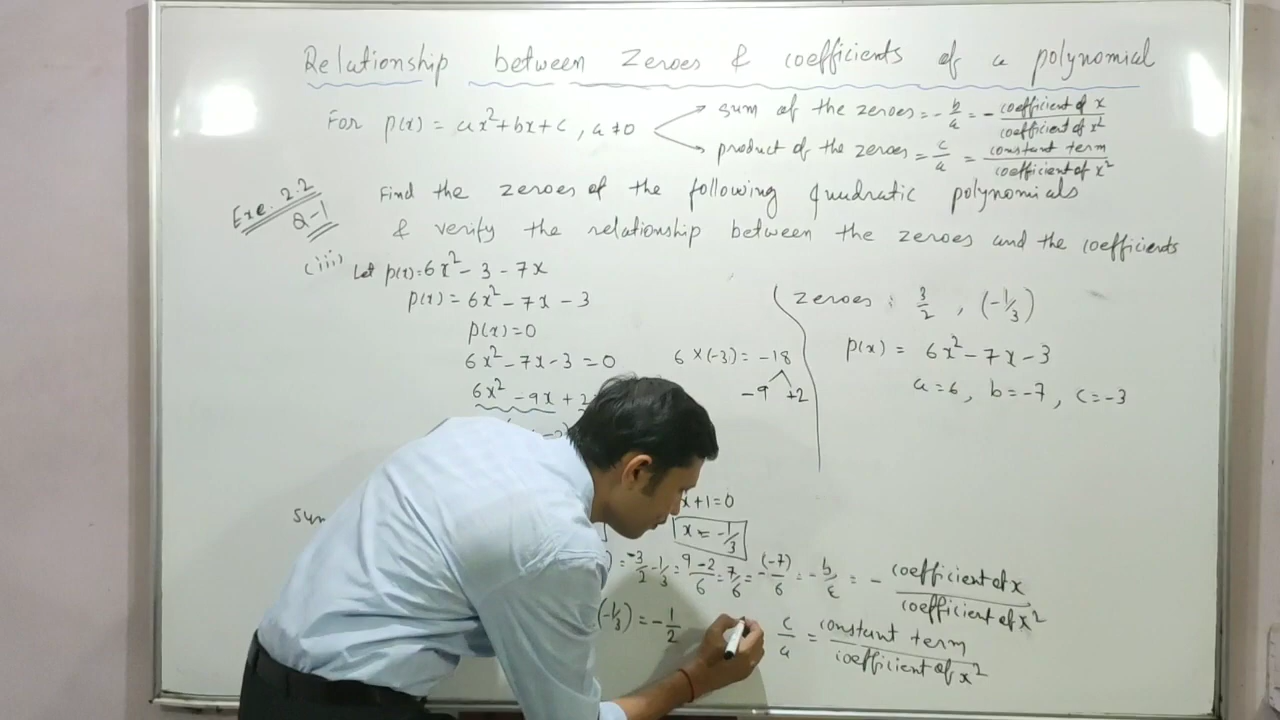 Relationship between Zeroes & coefficients of a polynomial
For p(x) = ax²+bx+c, a≠0
sum of the zeroes = -b/a = - coefficient of x/coefficient of x²
product of the zeroes = c/a = constant term/coefficient of x²
Exe. 2.2
Q-1
Find the zeroes of the following quadratic polynomials
& verify the relationship between the zeroes and the coefficients
(iii) Let p(x)=6x² - 3 - 7x
p(x) = 6x² - 7x - 3
p(x)=0
6x² - 7x - 3 = 0
6x² - 9x + 2
6 × (-3) = -18
-9 +2
x+1=0
x = -1/3
zeroes : 3/2 , (-1/3)
p(x) = 6x² - 7x - 3
a=6, b=-7, c=-3
Sum
) = -3/2 - 1/3 = 9-2/6 = 7/6 = -(-7)/6 = -b/ = - coefficient of x/coefficient of x²
(-1/3) = -1/2
c/a = constant term/coefficient of x²